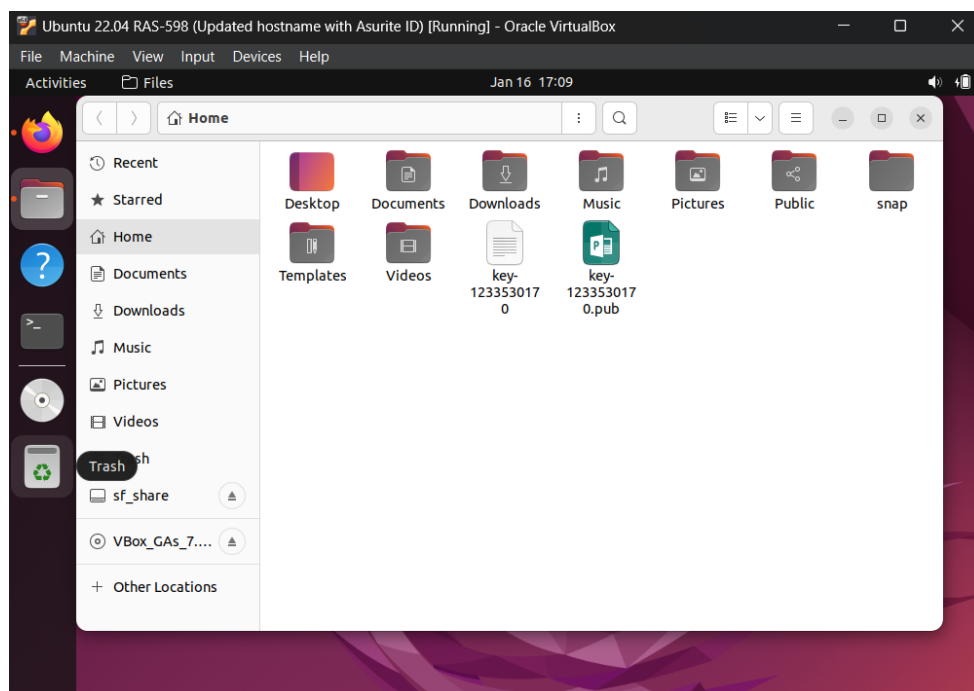 Ubuntu 22.04 RAS-598 (Updated hostname with Asurite ID) [Running] - Oracle VirtualBox
File Machine View Input Devices Help
Activities Files Jan 16 17:09
Home
Recent
Starred
Home
Documents
Downloads
Music
Pictures
Videos
Trash sh
sf_share
VBox_GAs_7....
+ Other Locations
Desktop Documents Downloads Music Pictures Public snap
Templates Videos key- key-
123353017 123353017
0 0.pub